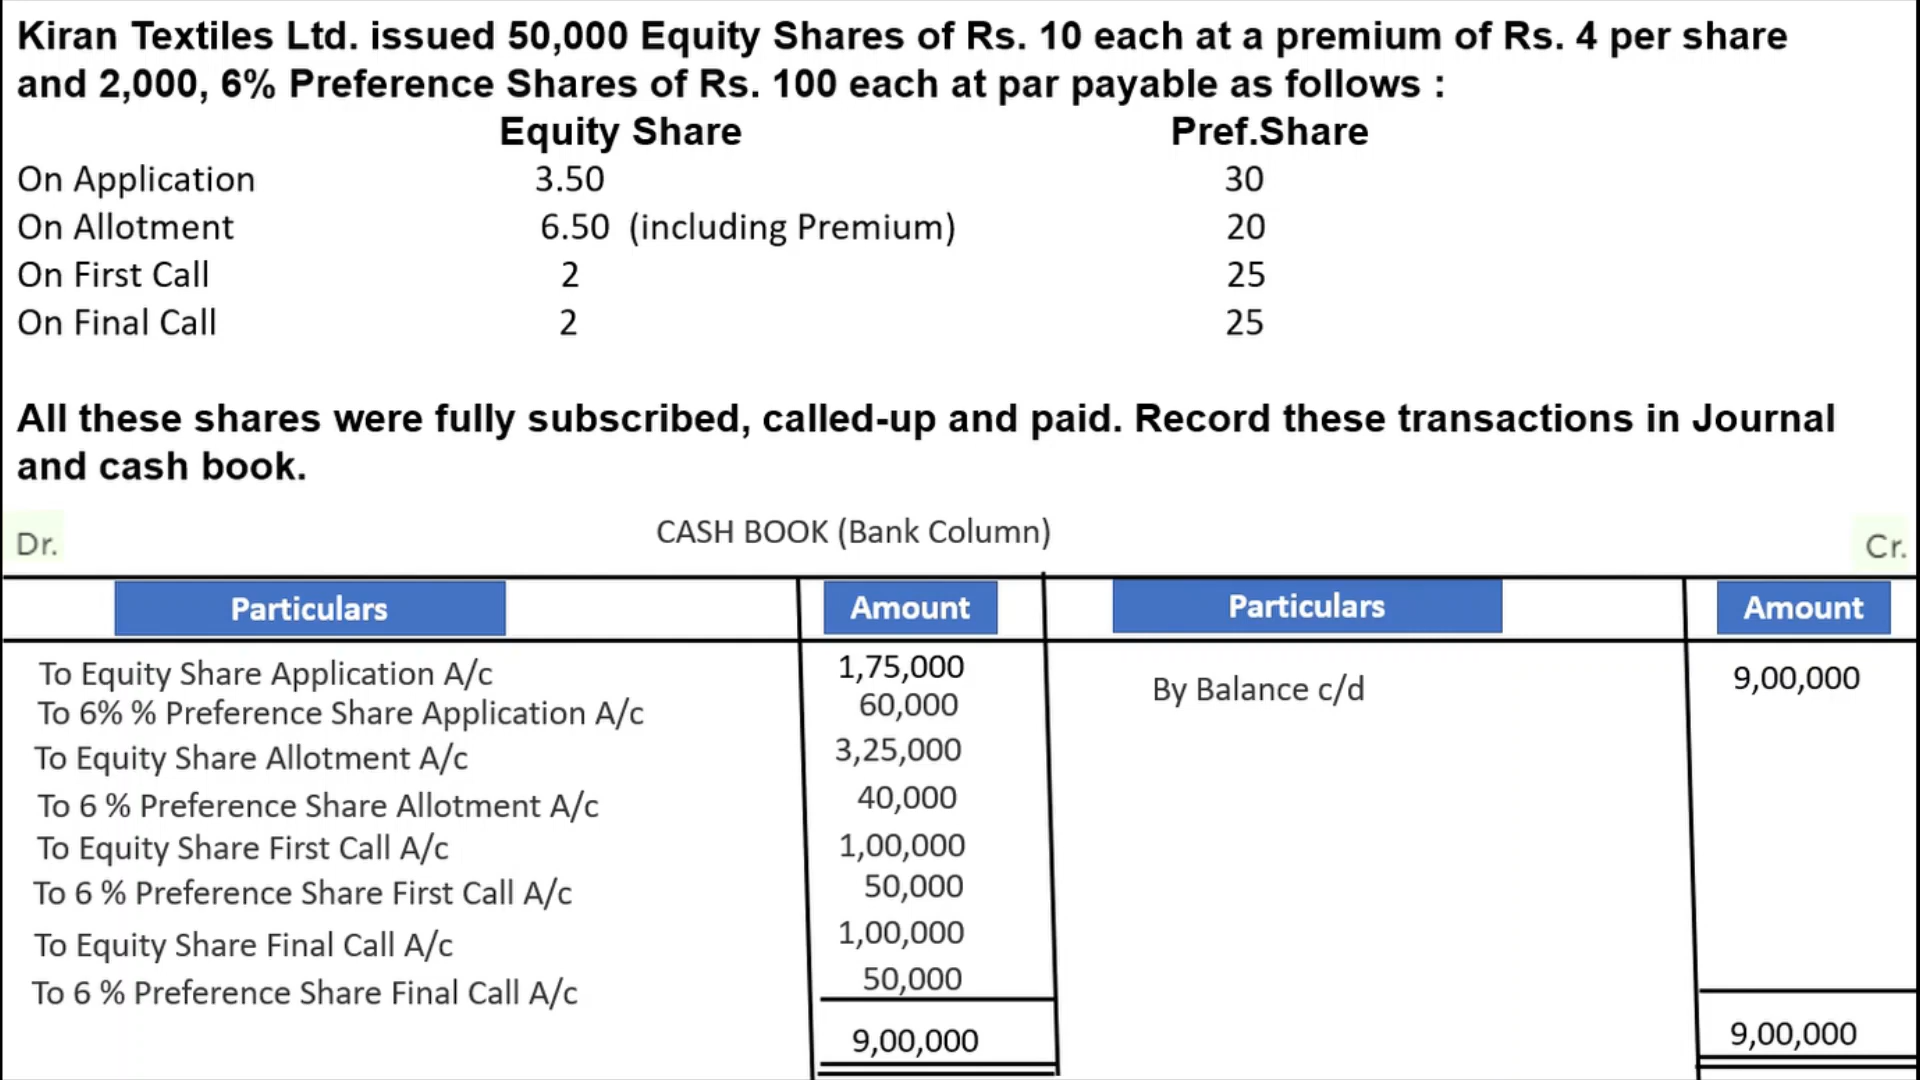 Kiran Textiles Ltd. issued 50,000 Equity Shares of Rs. 10 each at a premium of Rs. 4 per share
and 2,000, 6% Preference Shares of Rs. 100 each at par payable as follows :
Equity Share Pref.Share
On Application 3.50 30
On Allotment 6.50 (including Premium) 20
On First Call 2 25
On Final Call 2 25
All these shares were fully subscribed, called-up and paid. Record these transactions in Journal
and cash book.
Dr. CASH BOOK (Bank Column) Cr.
Particulars Amount Particulars Amount
To Equity Share Application A/c 1,75,000 By Balance c/d 9,00,000
To 6% % Preference Share Application A/c 60,000
To Equity Share Allotment A/c 3,25,000
To 6 % Preference Share Allotment A/c 40,000
To Equity Share First Call A/c 1,00,000
To 6 % Preference Share First Call A/c 50,000
To Equity Share Final Call A/c 1,00,000
To 6 % Preference Share Final Call A/c 50,000
9,00,000 9,00,000